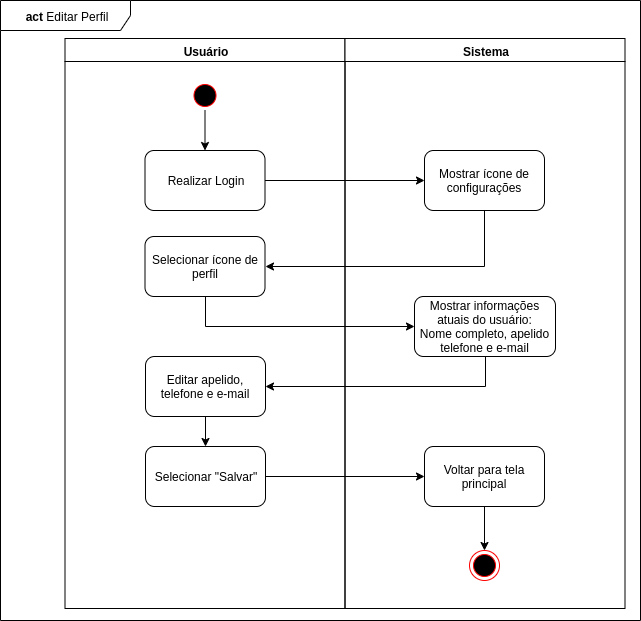 act Editar Perfil
Usuário
Sistema
Realizar Login
Mostrar ícone de
configurações
Selecionar ícone de
perfil
Mostrar informações
atuais do usuário:
Nome completo, apelido
telefone e e-mail
Editar apelido,
telefone e e-mail
Selecionar "Salvar"
Voltar para tela
principal